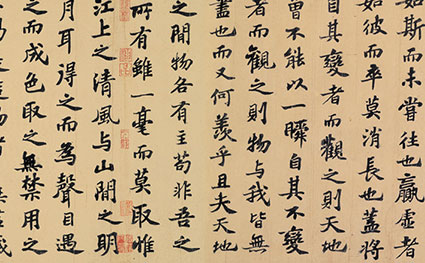 如斯而未嘗往也贏虛者
如彼而卒莫消長也蓋將
自其變者而觀之則天地
曾不能以一瞬自其不變
者而觀之則物與我皆無
盡也而又何羨乎且夫天地
之間物各有主苟非吾之
所有雖一毫而莫取惟
江上之清風與山間之明
月耳得之而為聲目遇
之而成色取之無禁用之